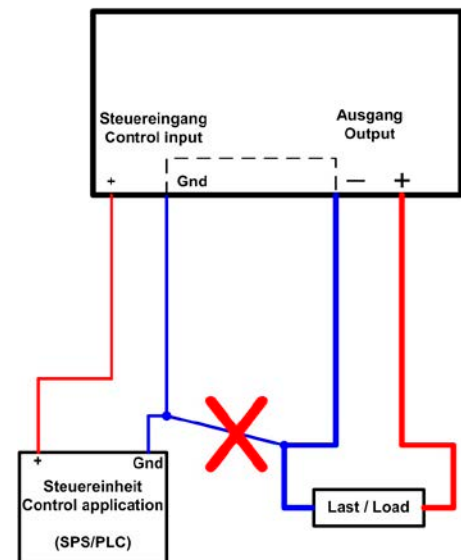 Steuereingang
Control input
Ausgang
Output
+
Gnd
—
+
+
Gnd
Steuereinheit
Control application
(SPS/PLC)
Last / Load